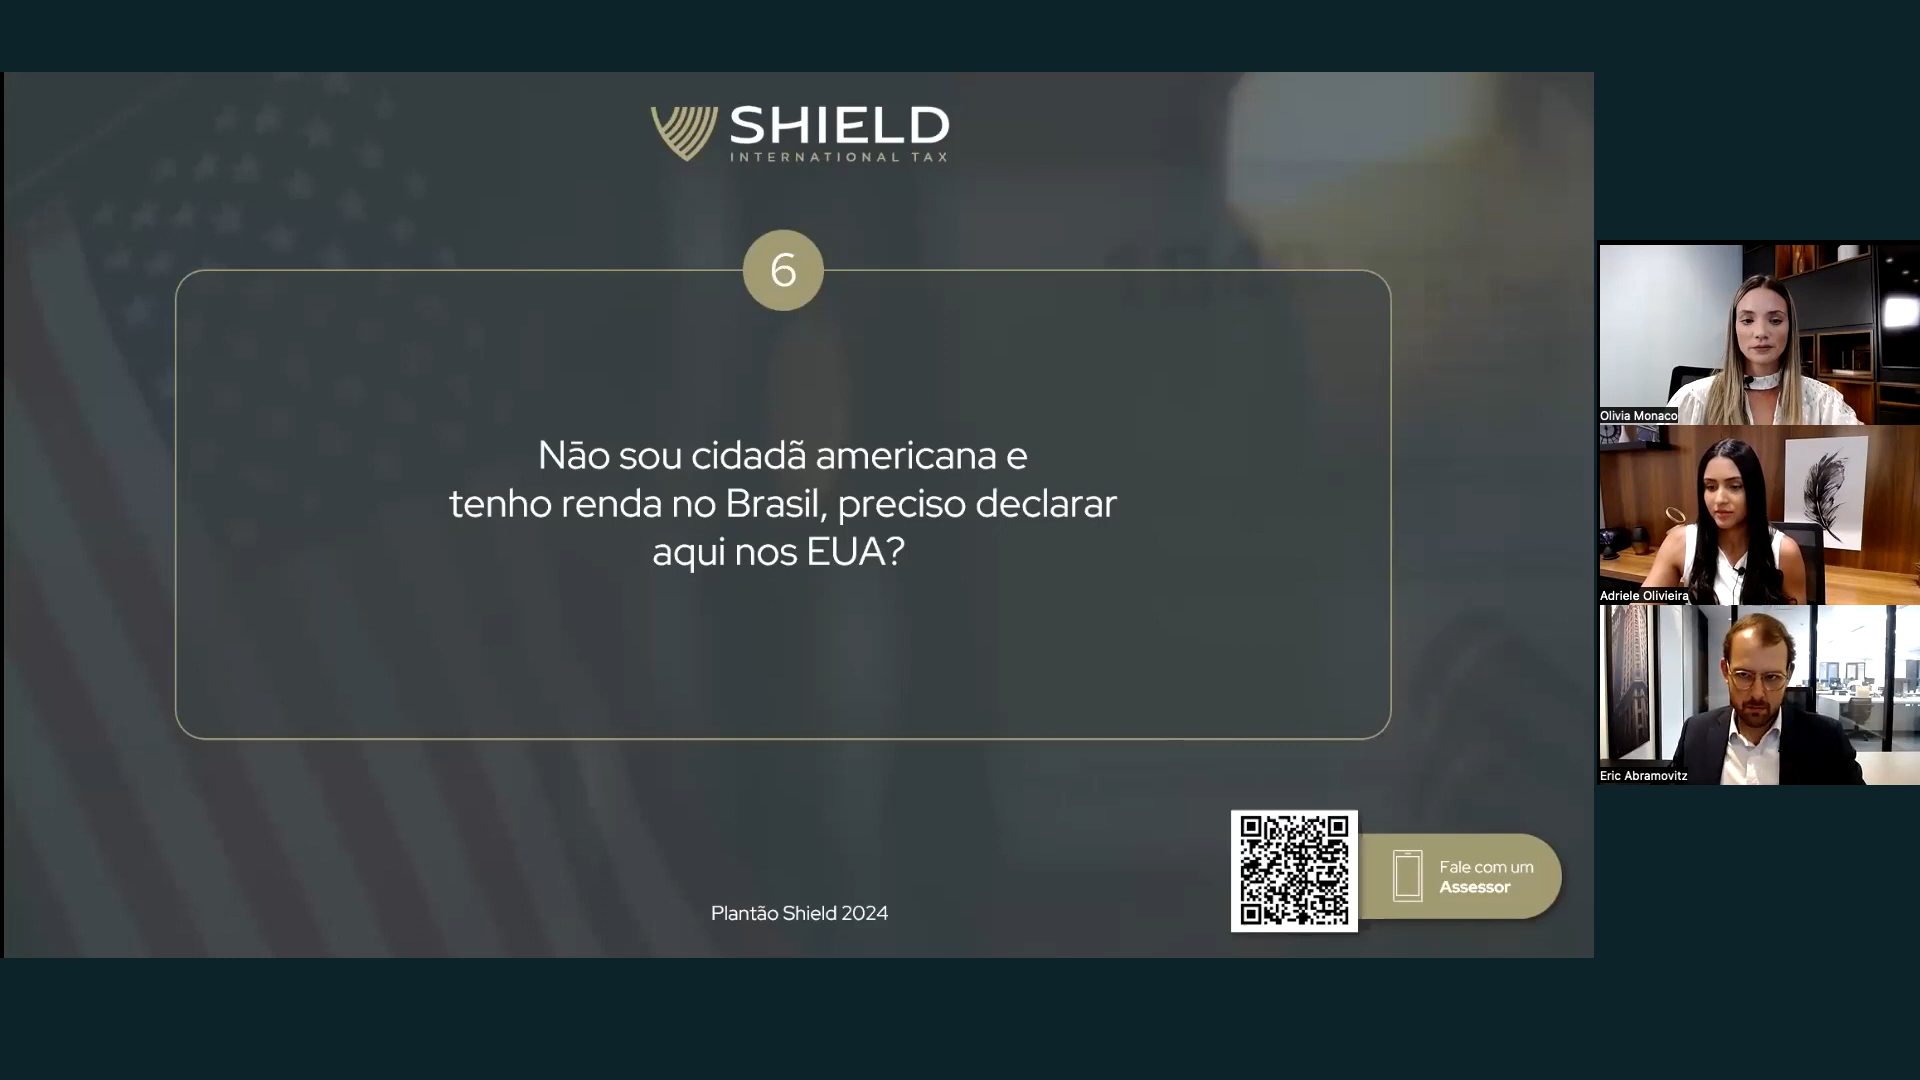 SHIELD
INTERNATIONAL TAX
6
Não sou cidadã americana e
tenho renda no Brasil, preciso declarar
aqui nos EUA?
Fale com um
Assessor
Plantão Shield 2024
Olivia Monaco
Adriele Olivieira
Eric Abramovitz